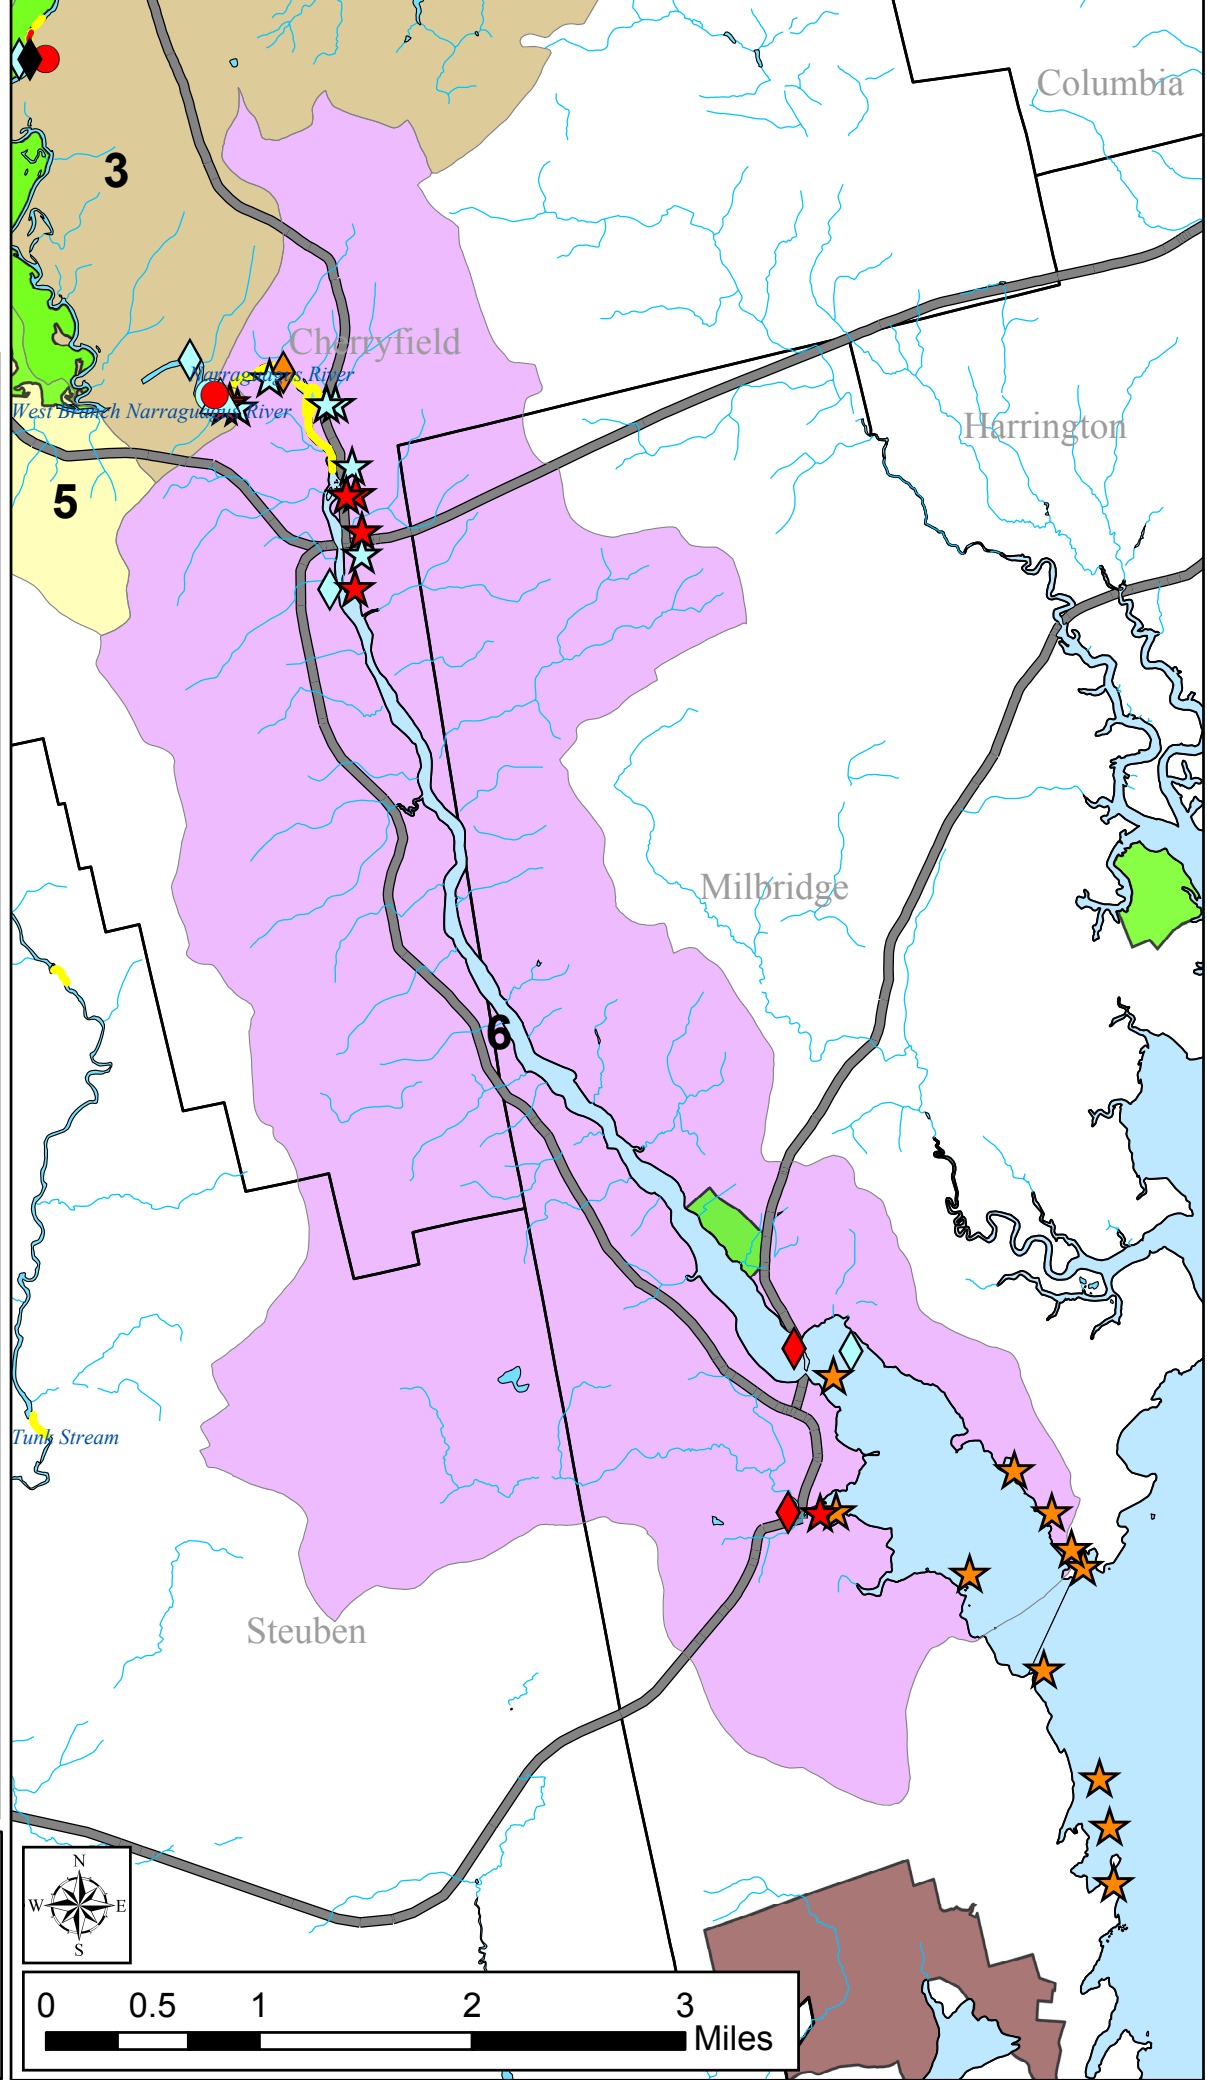 Columbia
3
Cherryfield
Narraguagus River
West Branch Narraguagus River
Harrington
5
Milbridge
6
Tunk Stream
Steuben
N
W E
S
0 0.5 1 2 3
Miles